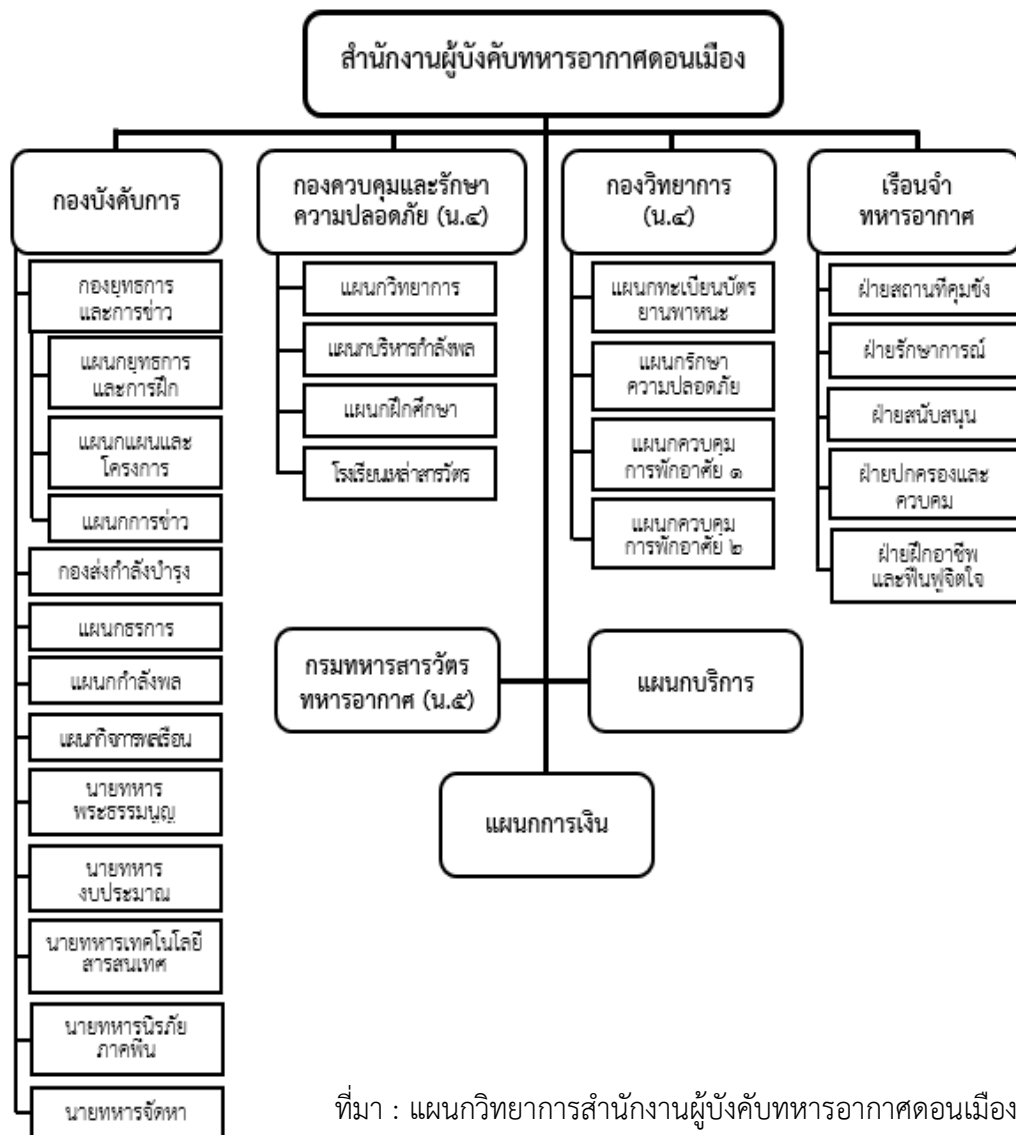 สำนักงานผู้บังคับทหารอากาศดอนเมือง
กองบังคับการ
กองยุทธการ
และการข่าว
แผนกยุทธการ
และการฝึก
แผนกแผนและ
โครงการ
แผนกการข่าว
กองส่งกำลังบำรุง
แผนกธุรการ
แผนกกำลังพล
แผนกกิจการพลเรือน
นายทหาร
พระธรรมนูญ
นายทหาร
งบประมาณ
นายทหารเทคโนโลยี
สารสนเทศ
นายทหารนิรภัย
ภาคพื้น
นายทหารจัดหา
กองควบคุมและรักษา
ความปลอดภัย (น.๔)
แผนกวิทยาการ
แผนกบริหารกำลังพล
แผนกฝึกศึกษา
โรงเรียนเหล่าสารวัตร
กองวิทยาการ
(น.๔)
แผนกทะเบียนบัตร
ยานพาหนะ
แผนกรักษา
ความปลอดภัย
แผนกควบคุม
การพักอาศัย ๑
แผนกควบคุม
การพักอาศัย ๒
เรือนจำ
ทหารอากาศ
ฝ่ายสถานที่คุมขัง
ฝ่ายรักษาการณ์
ฝ่ายสนับสนุน
ฝ่ายปกครองและ
ควบคุม
ฝ่ายฝึกอาชีพ
และฟื้นฟูจิตใจ
กรมทหารสารวัตร
ทหารอากาศ (น.๕)
แผนกบริการ
แผนกการเงิน
ที่มา : แผนกวิทยาการสำนักงานผู้บังคับทหารอากาศดอนเมือง